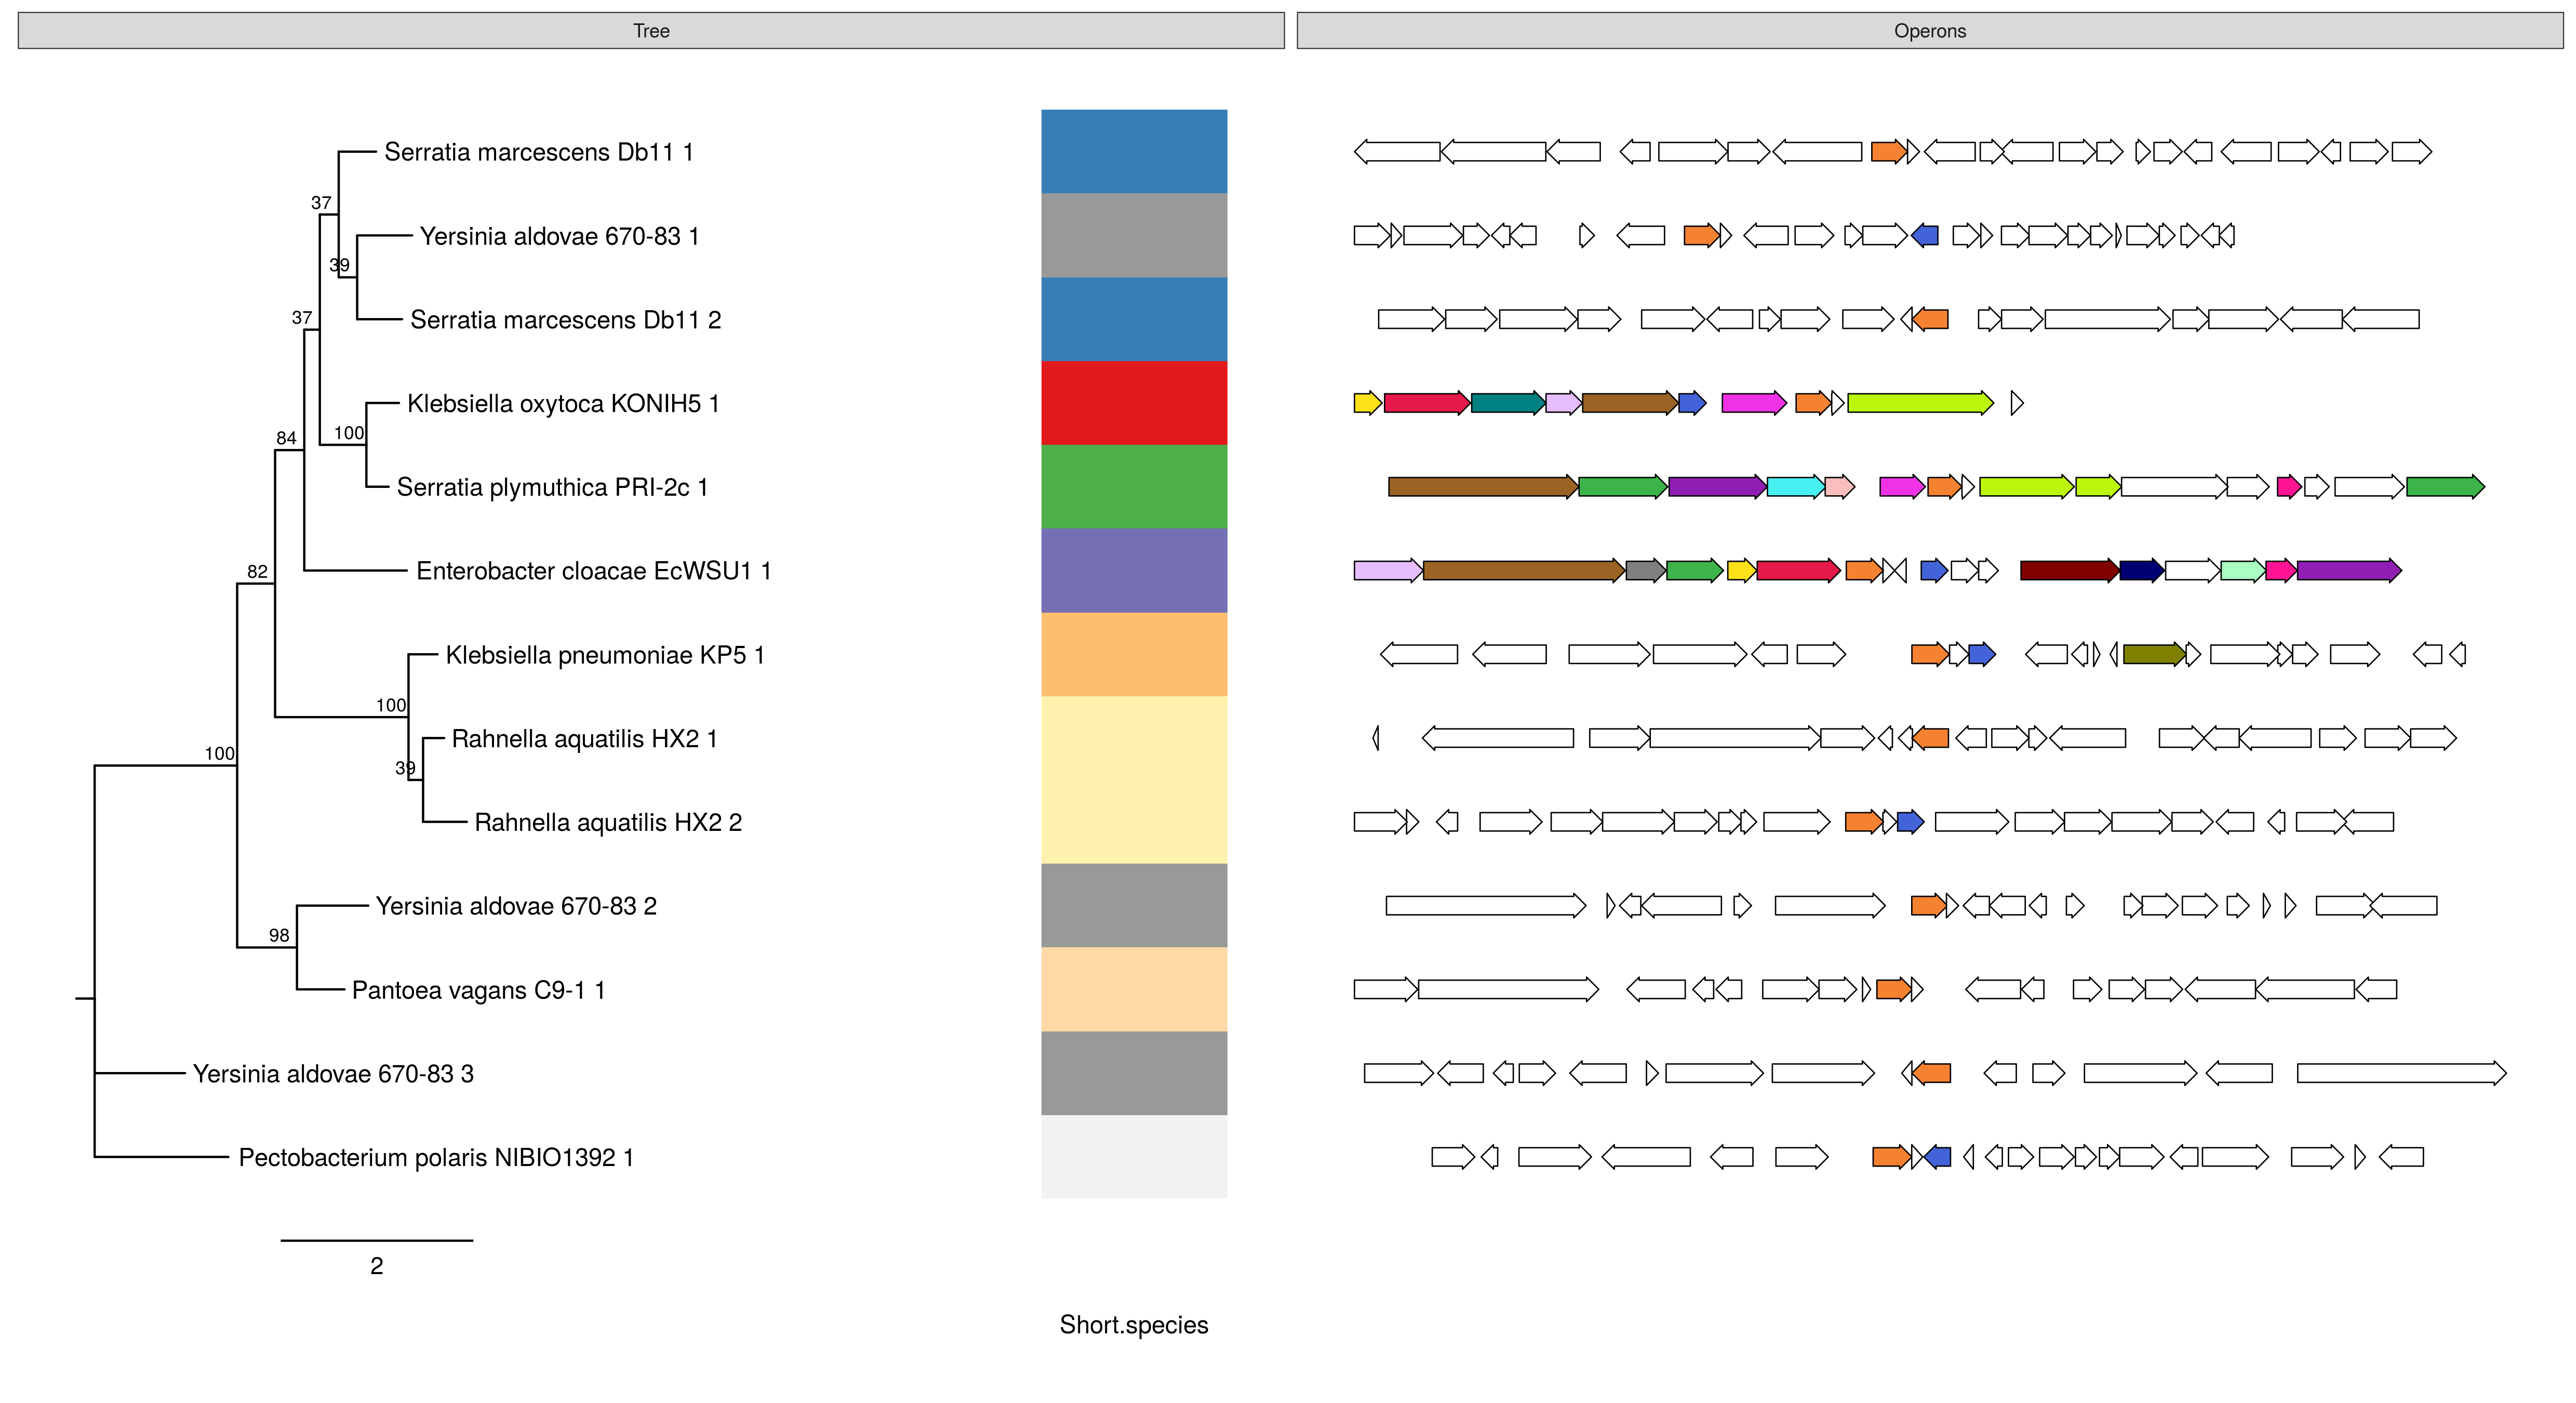 Tree
Operons
Serratia marcescens Db11 1
37
Yersinia aldovae 670-83 1
39
Serratia marcescens Db11 2
37
Klebsiella oxytoca KONIH5 1
100
84
Serratia plymuthica PRI-2c 1
Enterobacter cloacae EcWSU1 1
82
Klebsiella pneumoniae KP5 1
100
Rahnella aquatilis HX2 1
100
39
Rahnella aquatilis HX2 2
Yersinia aldovae 670-83 2
98
Pantoea vagans C9-1 1
Yersinia aldovae 670-83 3
Pectobacterium polaris NIBIO1392 1
2
Short.species